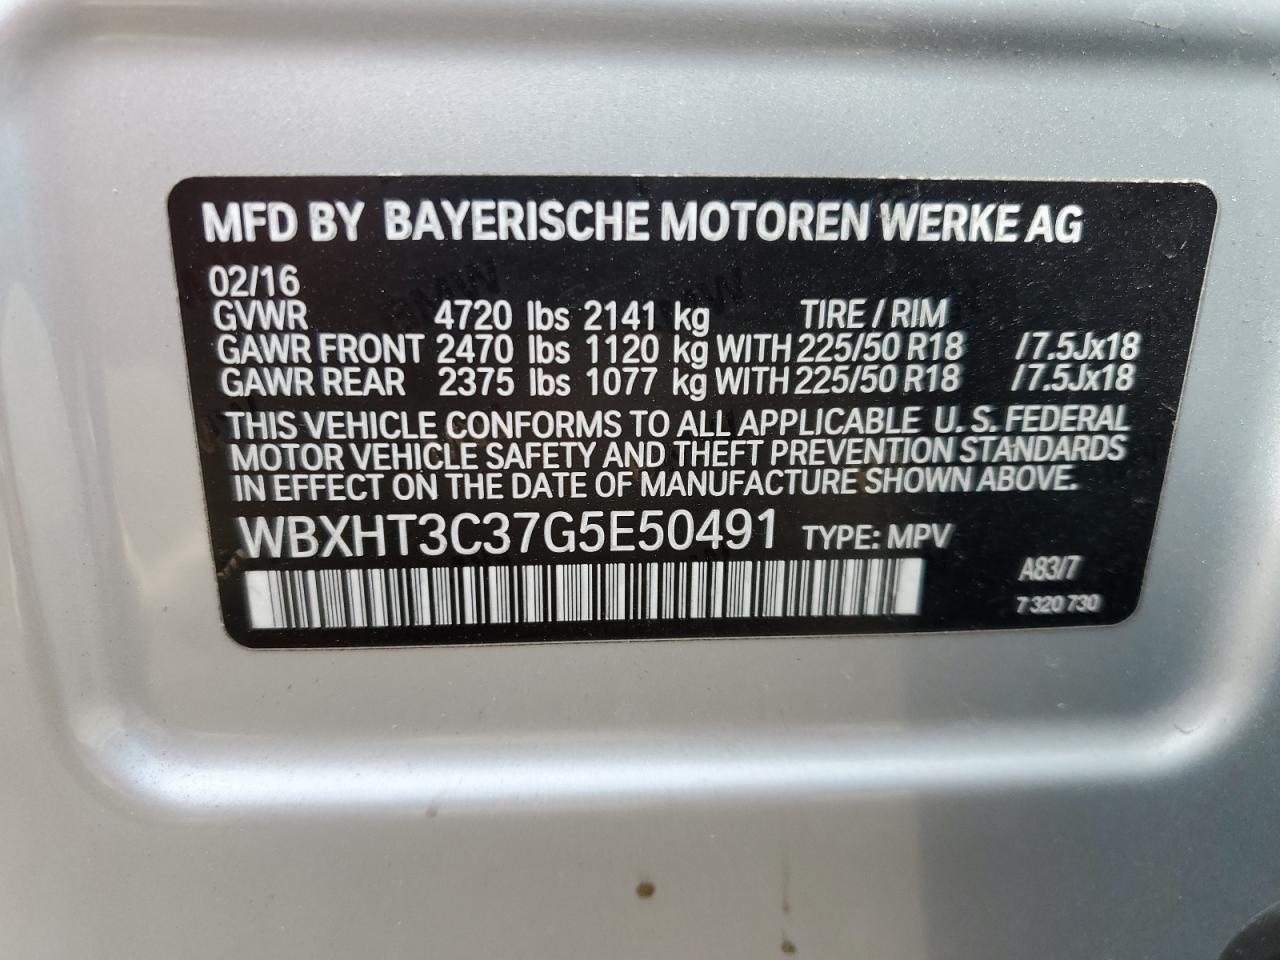 MFD BY BAYERISCHE MOTOREN WERKE AG
02/16
GVWR 4720 lbs 2141 kg TIRE / RIM
GAWR FRONT 2470 lbs 1120 kg WITH 225/50 R18 /7.5Jx18
GAWR REAR 2375 lbs 1077 kg WITH 225/50 R18 /7.5Jx18
THIS VEHICLE CONFORMS TO ALL APPLICABLE U. S. FEDERAL
MOTOR VEHICLE SAFETY AND THEFT PREVENTION STANDARDS
IN EFFECT ON THE DATE OF MANUFACTURE SHOWN ABOVE.
WBXHT3C37G5E50491 TYPE: MPV
A83/7
7 320 730